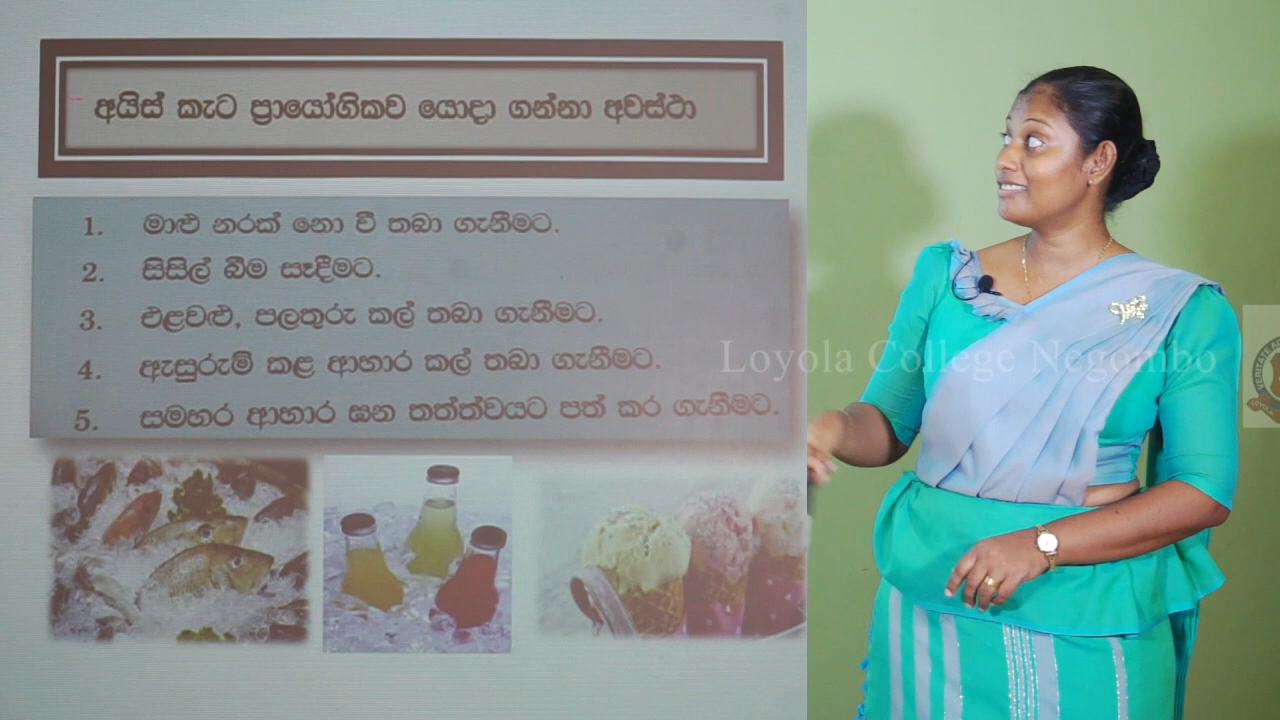 අයිස් කැට ප්‍රායෝගිකව යොදා ගන්නා අවස්ථා
1. මාළු නරක් නො වී තබා ගැනීමට.
2. සිසිල් බීම සෑදීමට.
3. එළවළු, පලතුරු කල් තබා ගැනීමට.
4. ඇසුරුම් කළ ආහාර කල් තබා ගැනීමට.
5. සමහර ආහාර ඝන තත්ත්වයට පත් කර ගැනීමට.
Loyola College Negombo